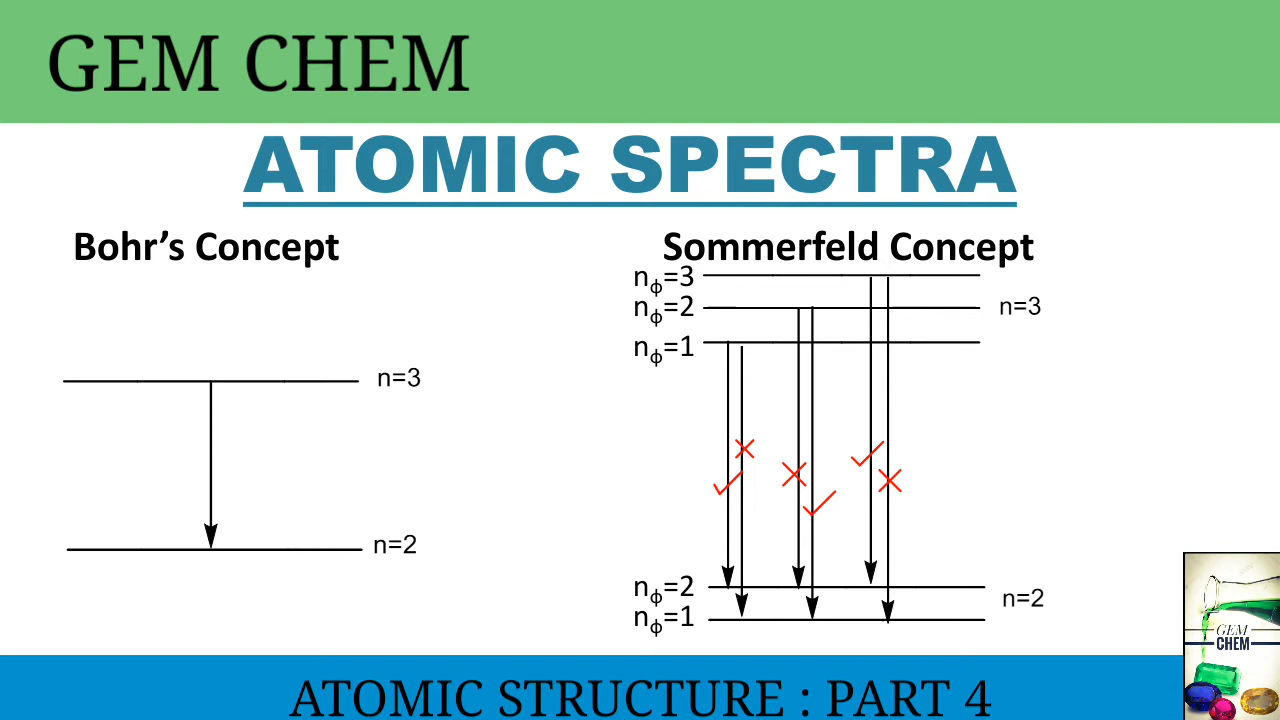 GEM CHEM
ATOMIC SPECTRA
Bohr’s Concept
Sommerfeld Concept
nϕ=3
nϕ=2
n=3
nϕ=1
n=3
n=2
nϕ=2
n=2
nϕ=1
GEM
CHEM
ATOMIC STRUCTURE : PART 4